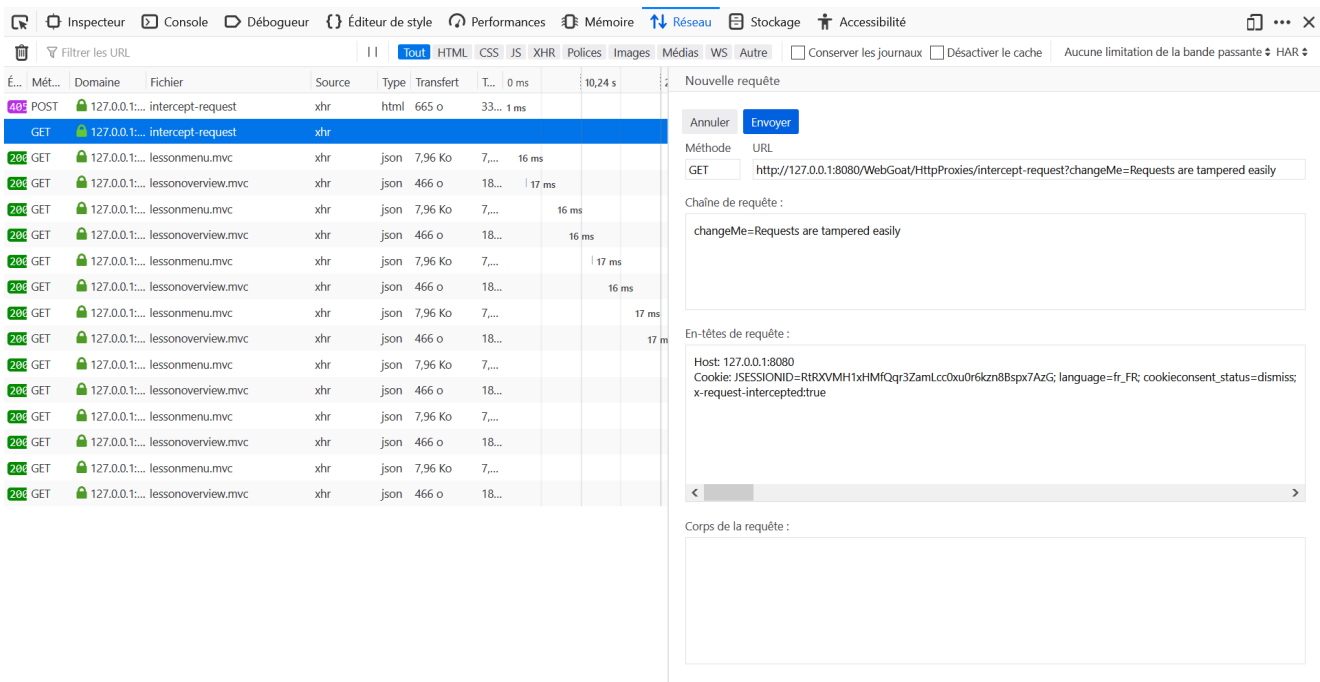 Inspecteur Console Débogueur Éditeur de style Performances Mémoire Réseau Stockage Accessibilité
Filtrer les URL Tout HTML CSS JS XHR Polices Images Médias WS Autre Conserver les journaux Désactiver le cache Aucune limitation de la bande passante HAR
É... Mét... Domaine Fichier Source Type Transfert T... 0 ms 10,24 s
405 POST 127.0.0.1:... intercept-request xhr html 665 o 33... 1 ms
GET 127.0.0.1:... intercept-request xhr
200 GET 127.0.0.1:... lessonmenu.mvc xhr json 7,96 Ko 7,... 16 ms
200 GET 127.0.0.1:... lessonoverview.mvc xhr json 466 o 18... 17 ms
200 GET 127.0.0.1:... lessonmenu.mvc xhr json 7,96 Ko 7,... 16 ms
200 GET 127.0.0.1:... lessonoverview.mvc xhr json 466 o 18... 16 ms
200 GET 127.0.0.1:... lessonmenu.mvc xhr json 7,96 Ko 7,... 17 ms
200 GET 127.0.0.1:... lessonoverview.mvc xhr json 466 o 18... 16 ms
200 GET 127.0.0.1:... lessonmenu.mvc xhr json 7,96 Ko 7,... 17 ms
200 GET 127.0.0.1:... lessonoverview.mvc xhr json 466 o 18... 17 m
200 GET 127.0.0.1:... lessonmenu.mvc xhr json 7,96 Ko 7,...
200 GET 127.0.0.1:... lessonoverview.mvc xhr json 466 o 18...
200 GET 127.0.0.1:... lessonmenu.mvc xhr json 7,96 Ko 7,...
200 GET 127.0.0.1:... lessonoverview.mvc xhr json 466 o 18...
200 GET 127.0.0.1:... lessonmenu.mvc xhr json 7,96 Ko 7,...
200 GET 127.0.0.1:... lessonoverview.mvc xhr json 466 o 18...
Nouvelle requête
Annuler Envoyer
Méthode URL
GET http://127.0.0.1:8080/WebGoat/HttpProxies/intercept-request?changeMe=Requests are tampered easily
Chaîne de requête :
changeMe=Requests are tampered easily
En-têtes de requête :
Host: 127.0.0.1:8080
Cookie: JSESSIONID=RtRXVMH1xHMfQqr3ZamLcc0xu0r6kzn8Bspx7AzG; language=fr_FR; cookieconsent_status=dismiss;
x-request-intercepted:true
Corps de la requête :